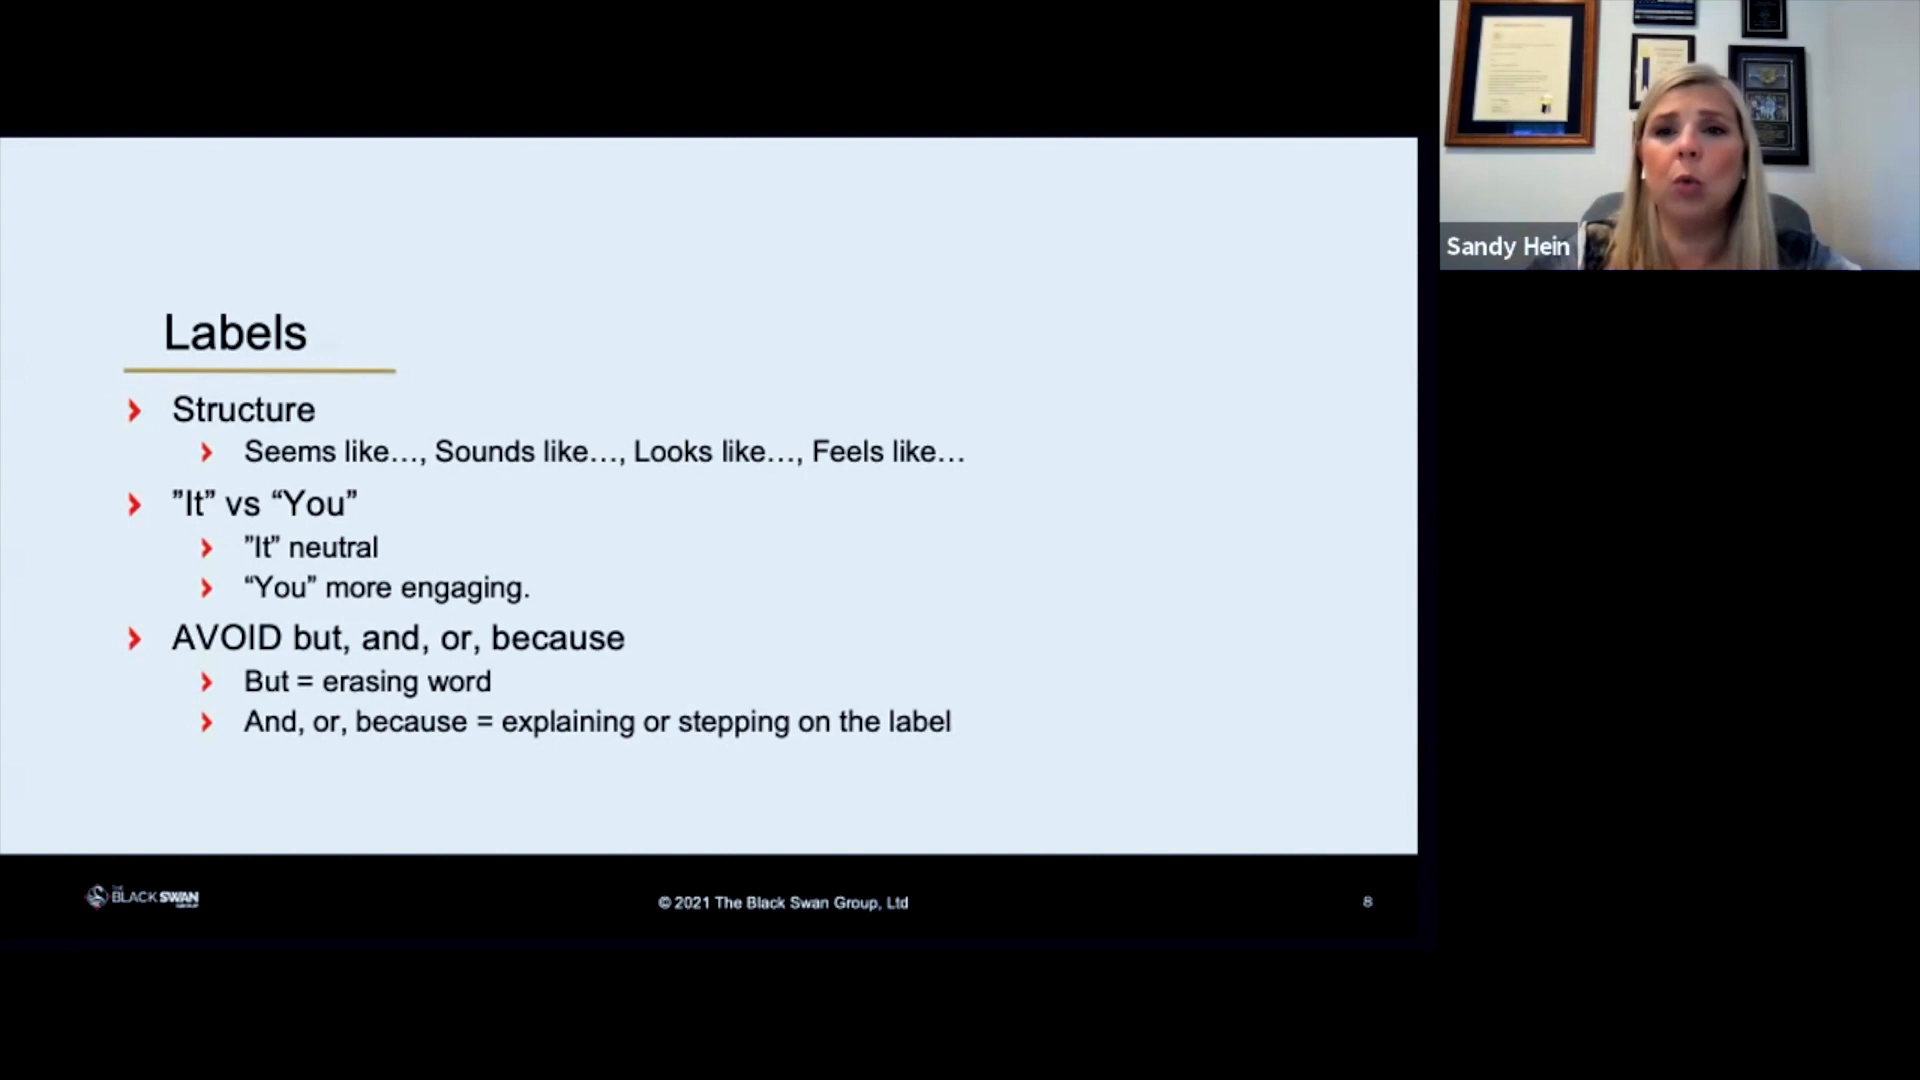 Sandy Hein
Labels
Structure
Seems like…, Sounds like…, Looks like…, Feels like…
”It” vs “You”
”It” neutral
“You” more engaging.
AVOID but, and, or, because
But = erasing word
And, or, because = explaining or stepping on the label
THE
BLACK SWAN
GROUP
© 2021 The Black Swan Group, Ltd
8